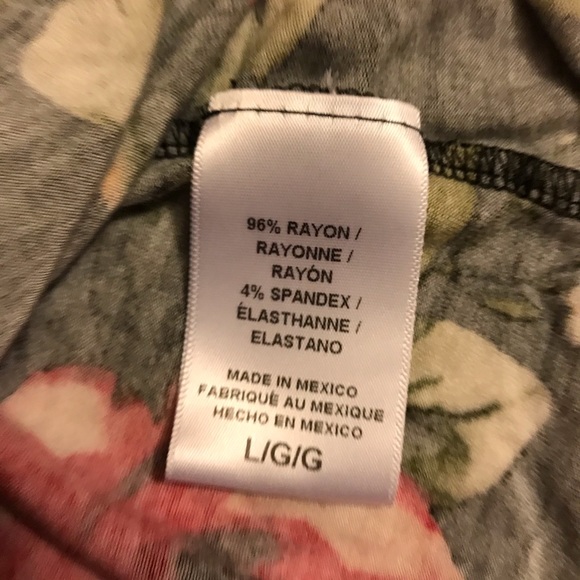 96% RAYON /
RAYONNE /
RAYÓN
4% SPANDEX /
ÉLASTHANNE /
ELASTANO
MADE IN MEXICO
FABRIQUÉ AU MEXIQUE
HECHO EN MEXICO
L/G/G